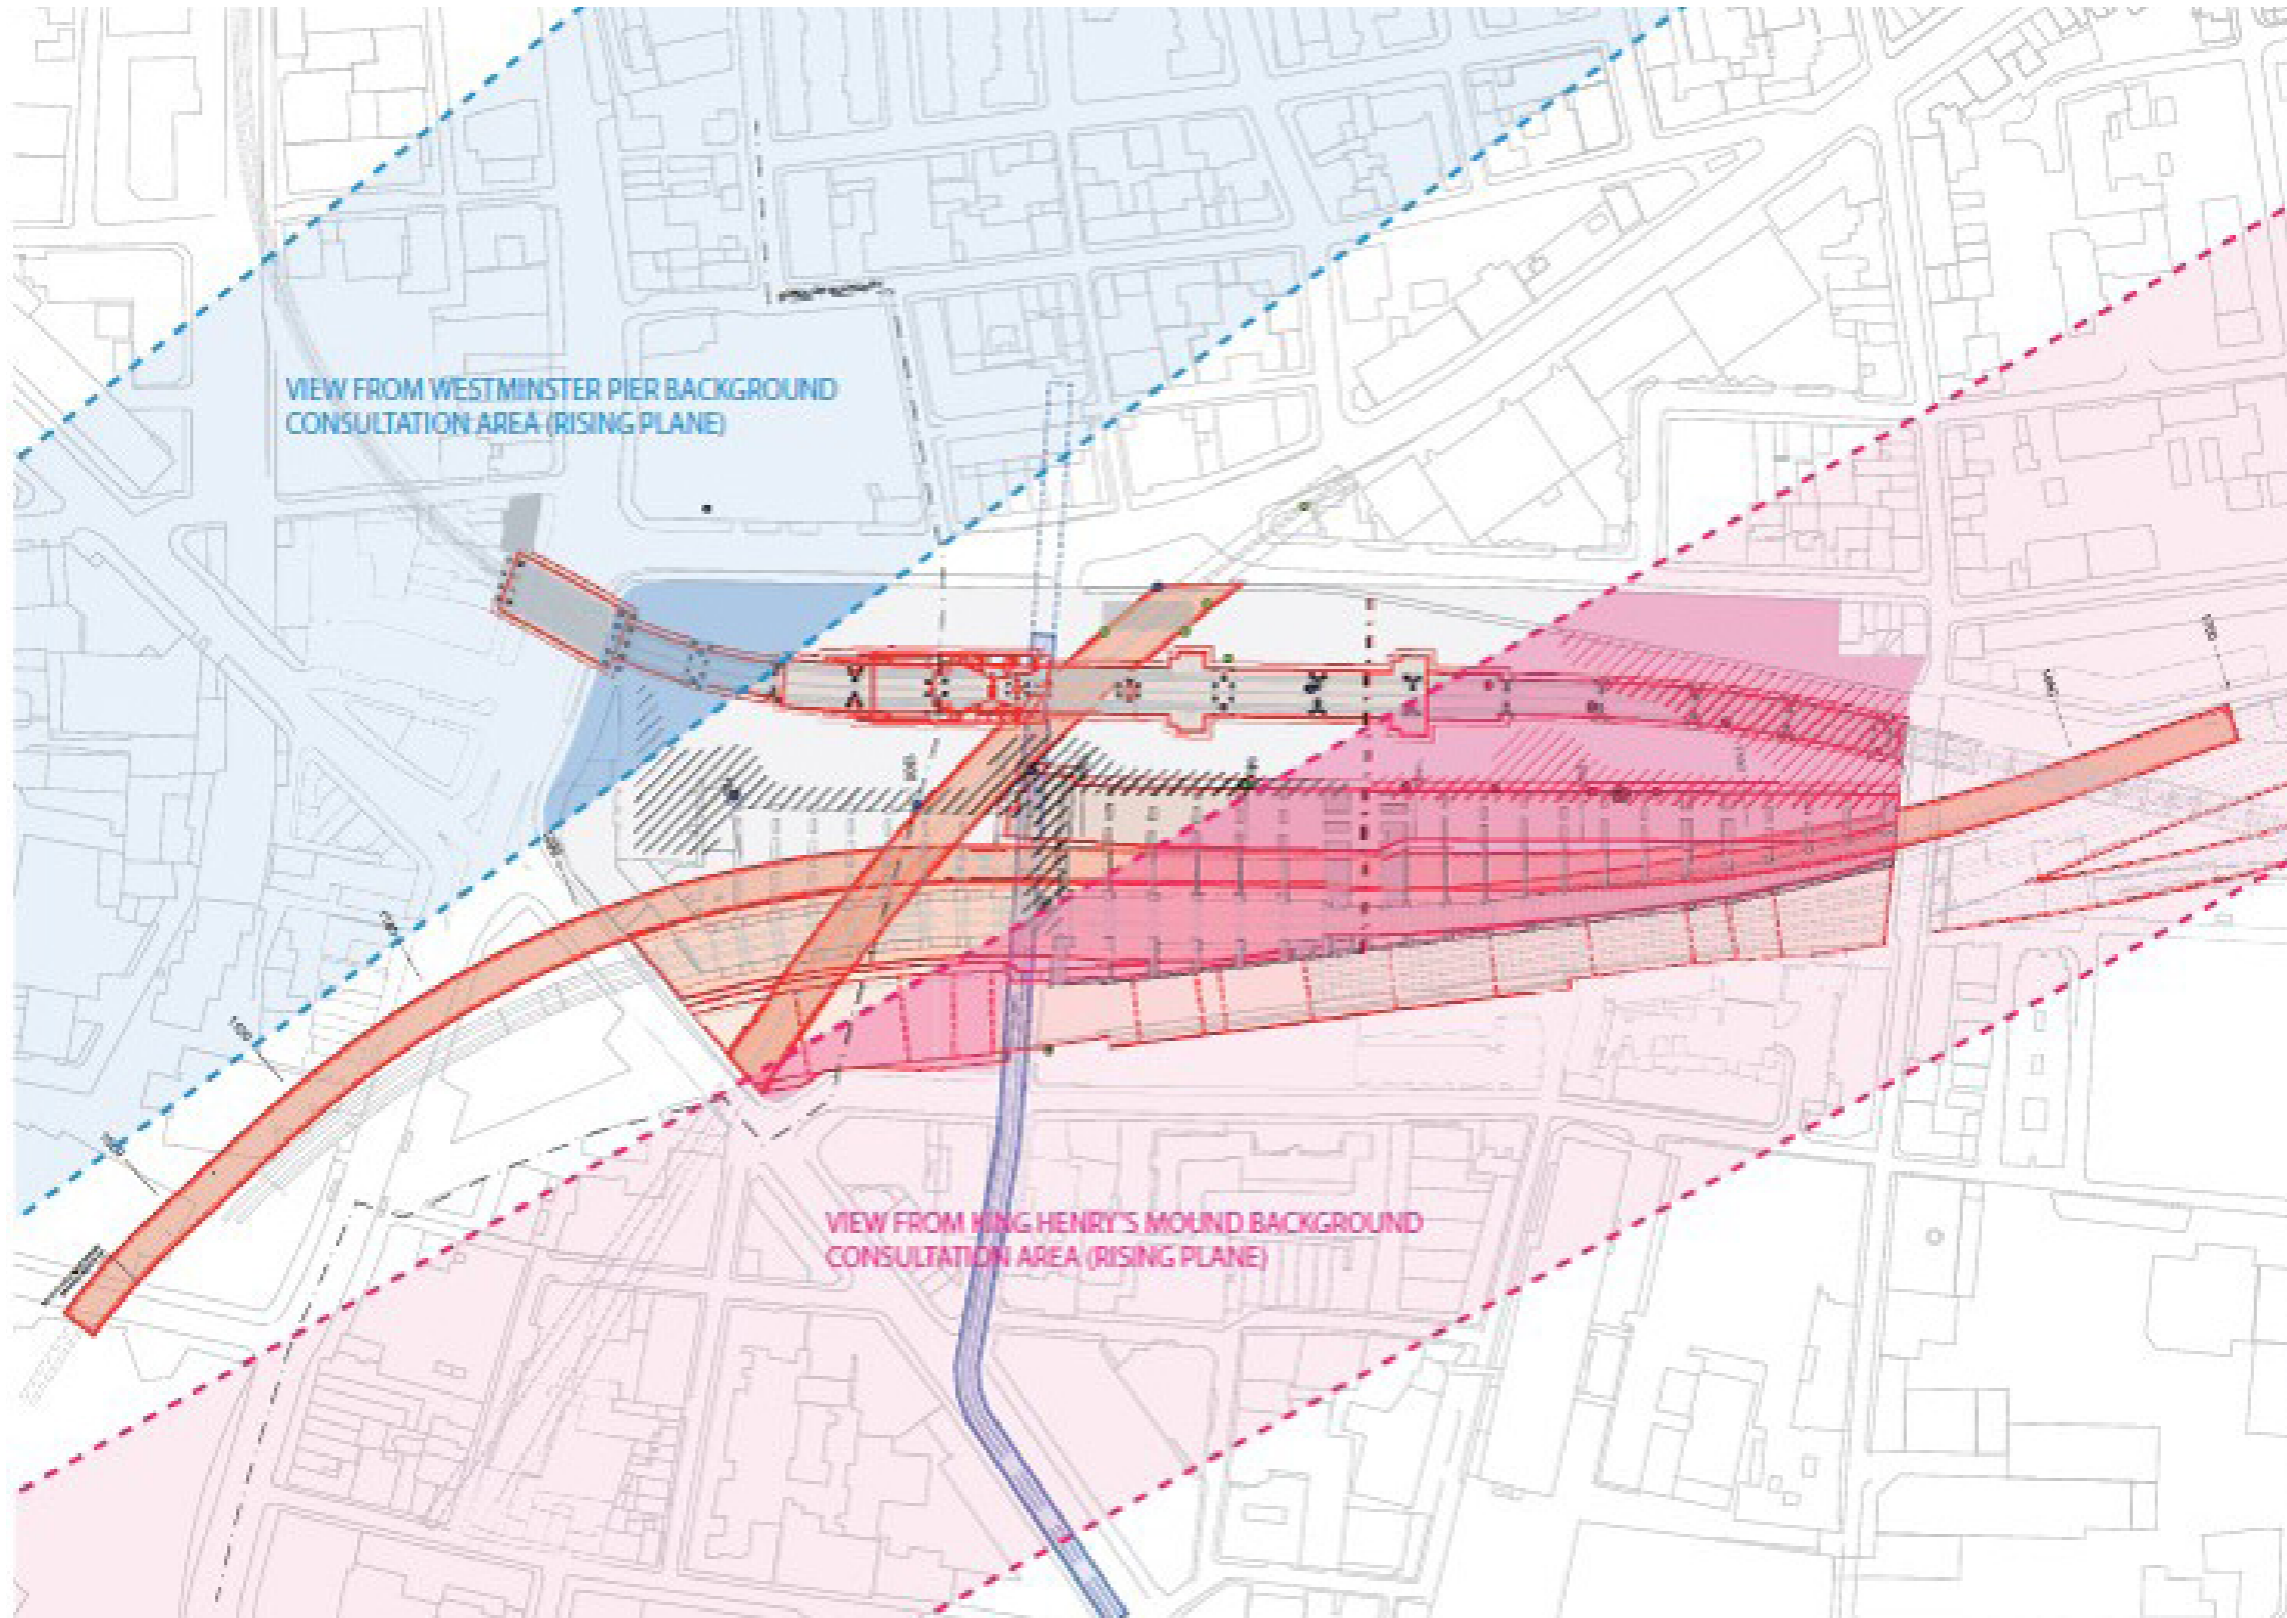 VIEW FROM WESTMINSTER PIER BACKGROUND
CONSULTATION AREA (RISING PLANE)
VIEW FROM KING HENRY'S MOUND BACKGROUND
CONSULTATION AREA (RISING PLANE)